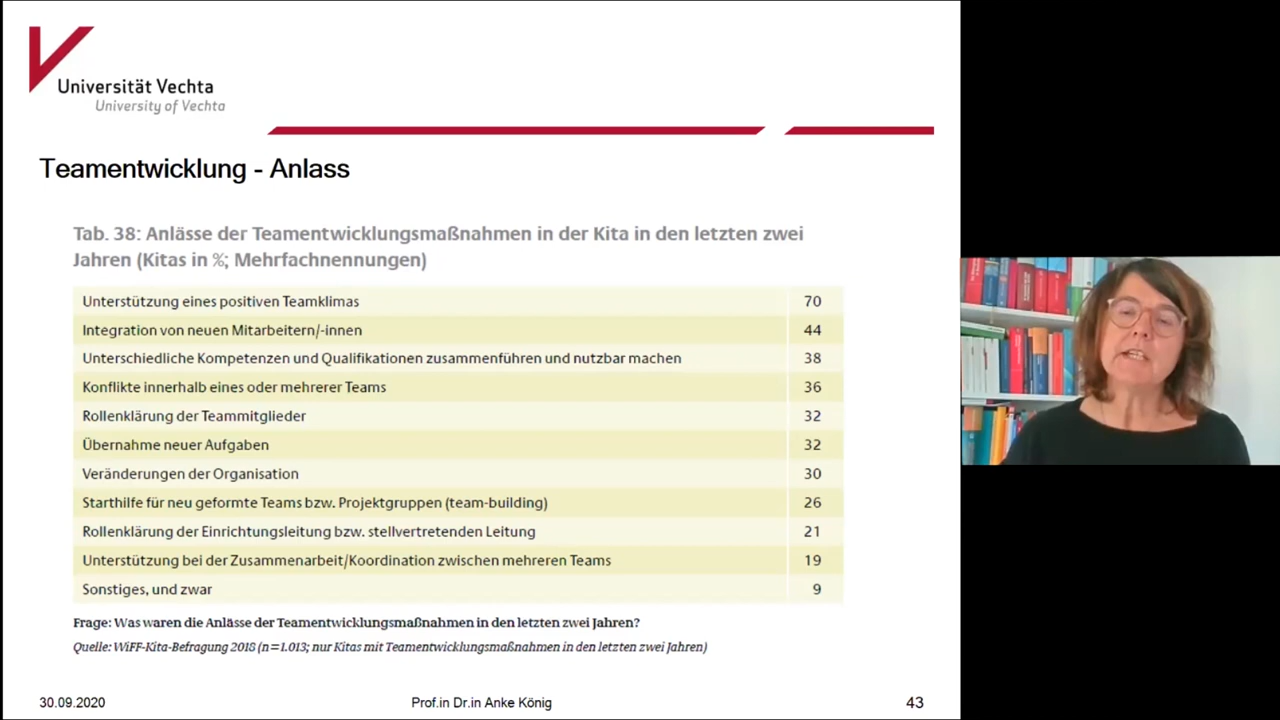 Universität Vechta
University of Vechta
Teamentwicklung - Anlass
Tab. 38: Anlässe der Teamentwicklungsmaßnahmen in der Kita in den letzten zwei
Jahren (Kitas in %; Mehrfachnennungen)
Unterstützung eines positiven Teamklimas 70
Integration von neuen Mitarbeitern/-innen 44
Unterschiedliche Kompetenzen und Qualifikationen zusammenführen und nutzbar machen 38
Konflikte innerhalb eines oder mehrerer Teams 36
Rollenklärung der Teammitglieder 32
Übernahme neuer Aufgaben 32
Veränderungen der Organisation 30
Starthilfe für neu geformte Teams bzw. Projektgruppen (team-building) 26
Rollenklärung der Einrichtungsleitung bzw. stellvertretenden Leitung 21
Unterstützung bei der Zusammenarbeit/Koordination zwischen mehreren Teams 19
Sonstiges, und zwar 9
Frage: Was waren die Anlässe der Teamentwicklungsmaßnahmen in den letzten zwei Jahren?
Quelle: WiFF-Kita-Befragung 2018 (n=1.013; nur Kitas mit Teamentwicklungsmaßnahmen in den letzten zwei Jahren)
30.09.2020 Prof.in Dr.in Anke König 43